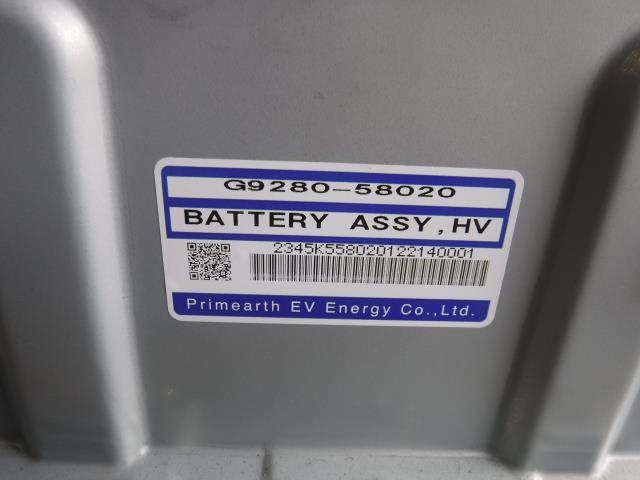 G9280-58020
BATTERY ASSY,HV
2345K558020122140001
Primearth EV Energy Co.,Ltd.